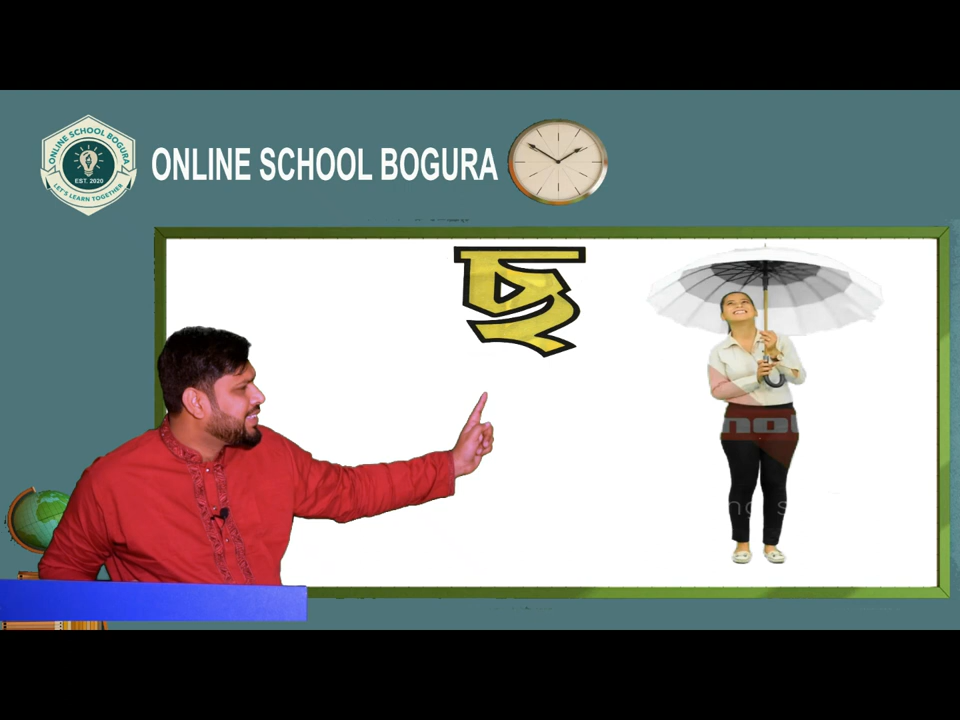 ONLINE SCHOOL BOGURA
EST. 2020
LET'S LEARN TOGETHER
ONLINE SCHOOL BOGURA
ছ